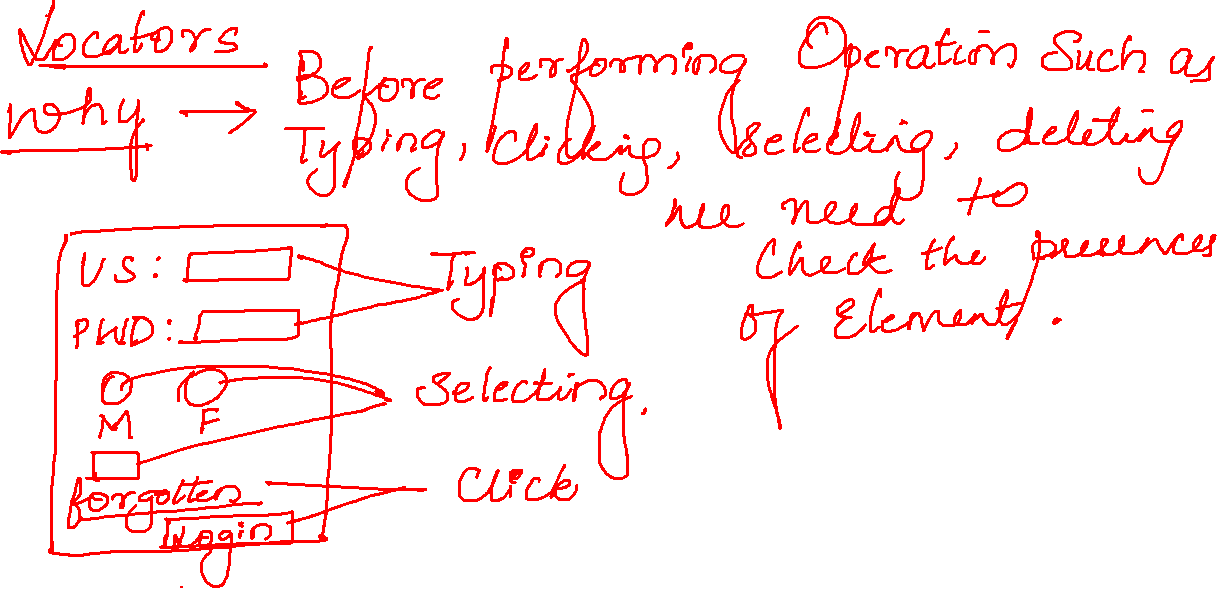 Locators
Why → Before performing Operation Such as
Typing, Clicking, Selecting, deleting
we need to
Check the presences
of Element.
US:
Typing
PWD:
M F
Selecting.
forgotten
Click
Login